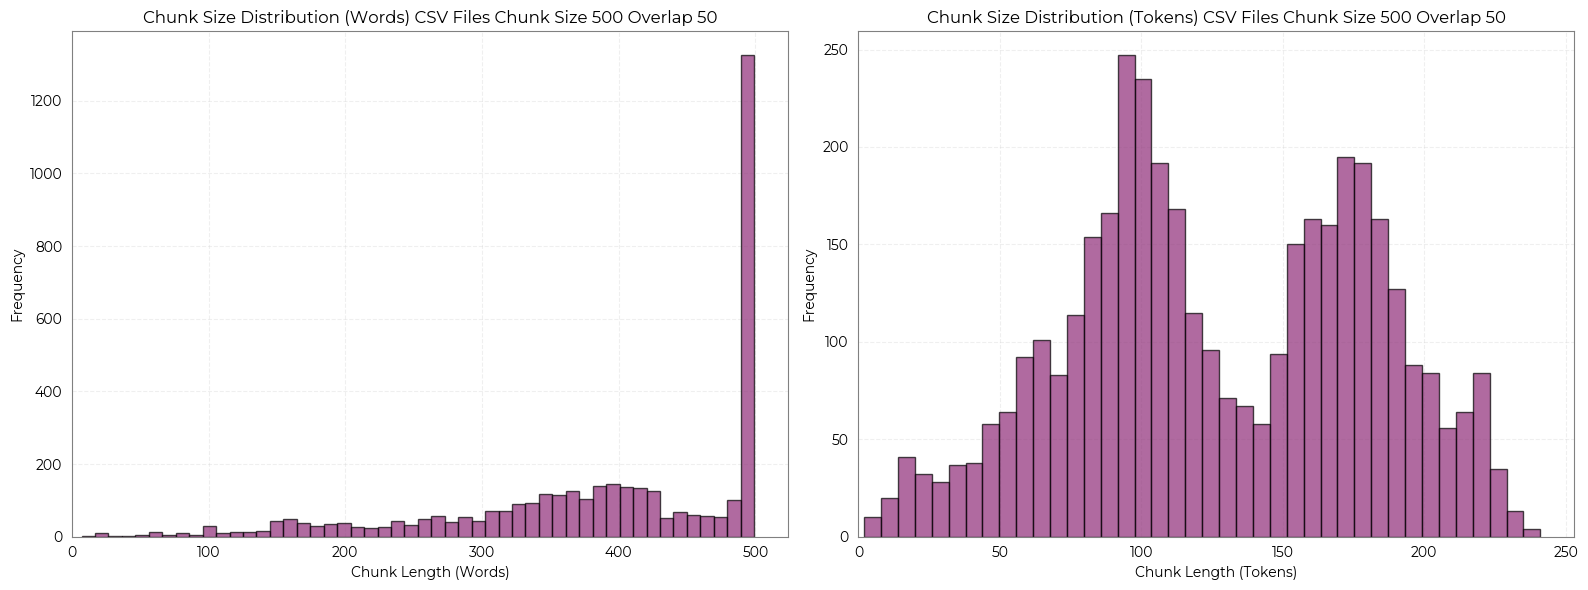 Chunk Size Distribution (Words) CSV Files Chunk Size 500 Overlap 50
Frequency
1200
1000
800
600
400
200
0
0 100 200 300 400 500
Chunk Length (Words)
Chunk Size Distribution (Tokens) CSV Files Chunk Size 500 Overlap 50
Frequency
250
200
150
100
50
0
0 50 100 150 200 250
Chunk Length (Tokens)